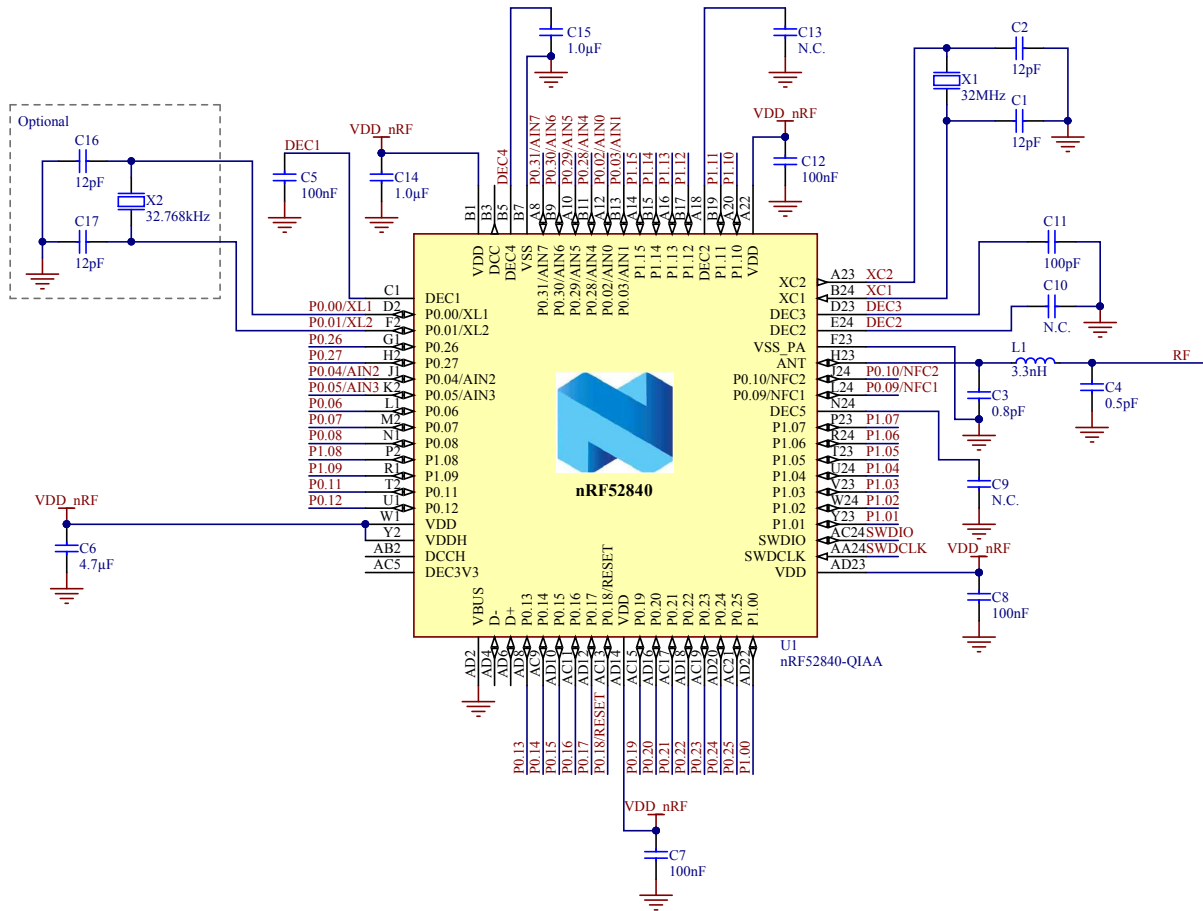 C15
1.0µF
C13
N.C.
C2
12pF
X1
32MHz
C1
12pF
Optional
C16
12pF
X2
32.768kHz
C17
12pF
DEC1
C5
100nF
VDD_nRF
C14
1.0µF
VDD_nRF
C12
100nF
DEC4
P0.31/AIN7
P0.30/AIN6
P0.29/AIN5
P0.28/AIN4
P0.02/AIN0
P0.03/AIN1
P1.15
P1.14
P1.13
P1.12
P1.11
P1.10
B1
B3
B5
B7
A8
B9
A10
B11
A12
B13
A14
B15
A16
B17
A18
B19
A20
A22
VDD
DCC
DEC4
VSS
P0.31/AIN7
P0.30/AIN6
P0.29/AIN5
P0.28/AIN4
P0.02/AIN0
P0.03/AIN1
P1.15
P1.14
P1.13
P1.12
DEC2
P1.11
P1.10
VDD
C11
100pF
C10
N.C.
C1 DEC1
P0.00/XL1 D2 P0.00/XL1
P0.01/XL2 F2 P0.01/XL2
P0.26 G1 P0.26
P0.27 H2 P0.27
P0.04/AIN2 J1 P0.04/AIN2
P0.05/AIN3 K2 P0.05/AIN3
P0.06 L1 P0.06
P0.07 M2 P0.07
P0.08 N1 P0.08
P1.08 P2 P1.08
P1.09 R1 P1.09
P0.11 T2 P0.11
P0.12 U1 P0.12
W1 VDD
Y2 VDDH
AB2 DCCH
AC5 DEC3V3
VDD_nRF
C6
4.7µF
nRF52840
XC2 A23 XC2
XC1 B24 XC1
DEC3 D23 DEC3
DEC2 E24 DEC2
VSS_PA F23
ANT H23
P0.10/NFC2 J24 P0.10/NFC2
P0.09/NFC1 L24 P0.09/NFC1
DEC5 N24
P1.07 P23 P1.07
P1.06 R24 P1.06
P1.05 T23 P1.05
P1.04 U24 P1.04
P1.03 V23 P1.03
P1.02 W24 P1.02
P1.01 Y23 P1.01
SWDIO AC24 SWDIO
SWDCLK AA24 SWDCLK
VDD AD23
L1
3.3nH
RF
C3
0.8pF
C4
0.5pF
C9
N.C.
VDD_nRF
C8
100nF
VBUS
D-
D+
P0.13
P0.14
P0.15
P0.16
P0.17
P0.18/RESET
VDD
P0.19
P0.20
P0.21
P0.22
P0.23
P0.24
P0.25
P1.00
U1
nRF52840-QIAA
AD2
AD4
AD6
AD8
AC9
AD10
AC11
AD12
AC13
AD14
AC15
AD16
AC17
AD18
AC19
AD20
AC21
AD22
P0.13
P0.14
P0.15
P0.16
P0.17
P0.18/RESET
P0.19
P0.20
P0.21
P0.22
P0.23
P0.24
P0.25
P1.00
VDD_nRF
C7
100nF